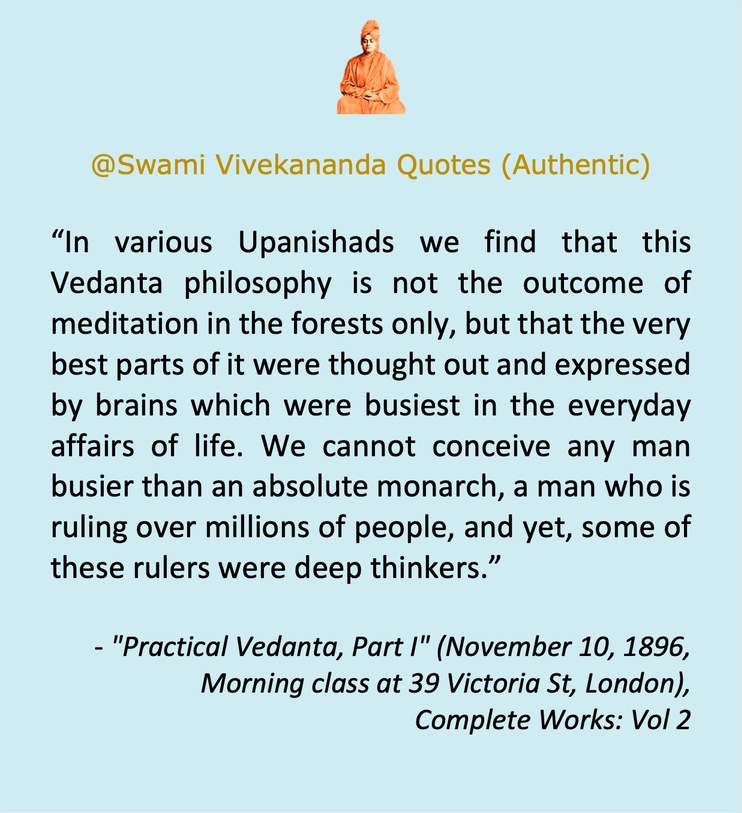 @Swami Vivekananda Quotes (Authentic)
“In various Upanishads we find that this
Vedanta philosophy is not the outcome of
meditation in the forests only, but that the very
best parts of it were thought out and expressed
by brains which were busiest in the everyday
affairs of life. We cannot conceive any man
busier than an absolute monarch, a man who is
ruling over millions of people, and yet, some of
these rulers were deep thinkers.”
- "Practical Vedanta, Part I" (November 10, 1896,
Morning class at 39 Victoria St, London),
Complete Works: Vol 2